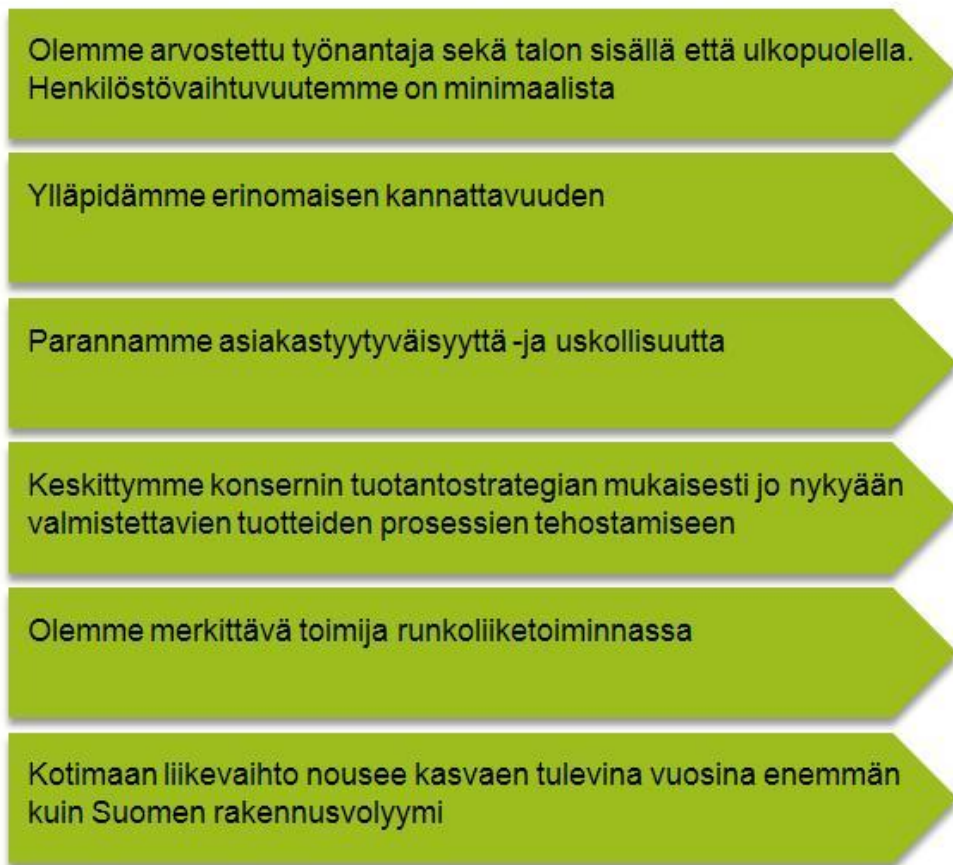 Olemme arvostettu työnantaja sekä talon sisällä että ulkopuolella.
Henkilöstövaihtuvuutemme on minimaalista
Ylläpidämme erinomaisen kannattavuuden
Parannamme asiakastyytyväisyyttä -ja uskollisuutta
Keskittymme konsernin tuotantostrategian mukaisesti jo nykyään
valmistettavien tuotteiden prosessien tehostamiseen
Olemme merkittävä toimija runkoliiketoiminnassa
Kotimaan liikevaihto nousee kasvaen tulevina vuosina enemmän
kuin Suomen rakennusvolyymi